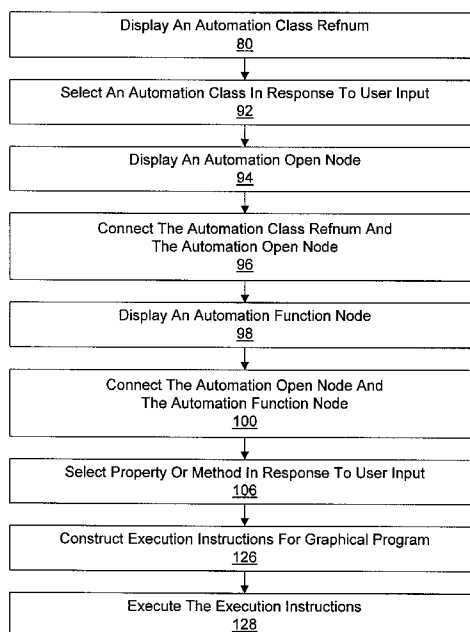 Display An Automation Class Refnum
80
Select An Automation Class In Response To User Input
92
Display An Automation Open Node
94
Connect The Automation Class Refnum And
The Automation Open Node
96
Display An Automation Function Node
98
Connect The Automation Open Node And
The Automation Function Node
100
Select Property Or Method In Response To User Input
106
Construct Execution Instructions For Graphical Program
126
Execute The Execution Instructions
128